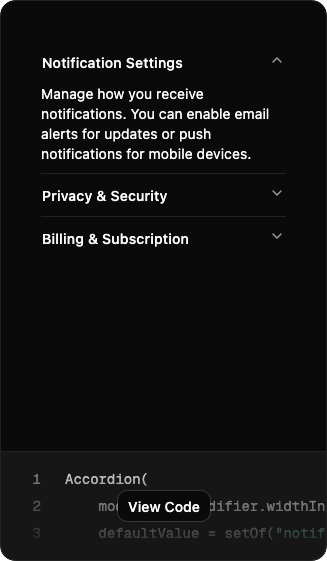 Notification Settings
Manage how you receive
notifications. You can enable email
alerts for updates or push
notifications for mobile devices.
Privacy & Security
Billing & Subscription
1 Accordion(
2 mo difier.widthIn
View Code
3 defaultValue = setOf("notif